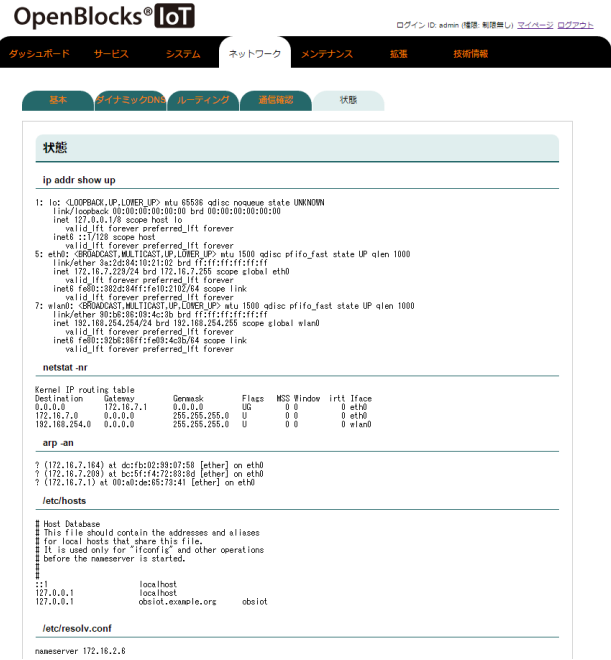 OpenBlocks® IoT
ログイン ID: admin (権限: 制限無し) マイページ ログアウト
ダッシュボード サービス システム ネットワーク メンテナンス 拡張 技術情報
基本 ダイナミックDNS ルーティング 通信確認 状態
状態
ip addr show up
1: lo: <LOOPBACK,UP,LOWER_UP> mtu 65536 qdisc noqueue state UNKNOWN
link/loopback 00:00:00:00:00:00 brd 00:00:00:00:00:00
inet 127.0.0.1/8 scope host lo
valid_lft forever preferred_lft forever
inet6 ::1/128 scope host
valid_lft forever preferred_lft forever
5: eth0: <BROADCAST,MULTICAST,UP,LOWER_UP> mtu 1500 qdisc pfifo_fast state UP qlen 1000
link/ether 3a:2d:84:10:21:02 brd ff:ff:ff:ff:ff:ff
inet 172.16.7.229/24 brd 172.16.7.255 scope global eth0
valid_lft forever preferred_lft forever
inet6 fe80::382d:84ff:fe10:2102/64 scope link
valid_lft forever preferred_lft forever
7: wlan0: <BROADCAST,MULTICAST,UP,LOWER_UP> mtu 1500 qdisc pfifo_fast state UP qlen 1000
link/ether 90:b6:86:09:4c:3b brd ff:ff:ff:ff:ff:ff
inet 192.168.254.254/24 brd 192.168.254.255 scope global wlan0
valid_lft forever preferred_lft forever
inet6 fe80::92b6:86ff:fe09:4c3b/64 scope link
valid_lft forever preferred_lft forever
netstat -nr
Kernel IP routing table
Destination Gateway Genmask Flags MSS Window irtt Iface
0.0.0.0 172.16.7.1 0.0.0.0 UG 0 0 0 eth0
172.16.7.0 0.0.0.0 255.255.255.0 U 0 0 0 eth0
192.168.254.0 0.0.0.0 255.255.255.0 U 0 0 0 wlan0
arp -an
? (172.16.7.164) at dc:fb:02:99:07:58 [ether] on eth0
? (172.16.7.209) at bc:5f:f4:72:83:8d [ether] on eth0
? (172.16.7.1) at 00:a0:de:65:73:41 [ether] on eth0
/etc/hosts
# Host Database
# This file should contain the addresses and aliases
# for local hosts that share this file.
# It is used only for "ifconfig" and other operations
# before the nameserver is started.
#
#
::1 localhost
127.0.0.1 localhost
127.0.0.1 obsiot.example.org obsiot
/etc/resolv.conf
nameserver 172.16.2.6